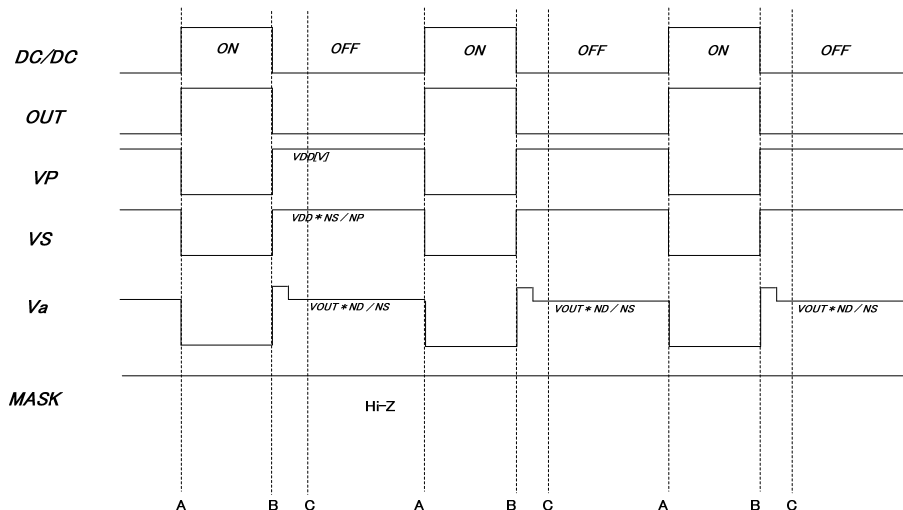 DC/DC ON OFF ON OFF ON OFF
OUT
VDD[V]
VP
VDD * NS / NP
VS
Va
VOUT * ND / NS VOUT * ND / NS VOUT * ND / NS
MASK
Hi-Z
A B C A B C A B C